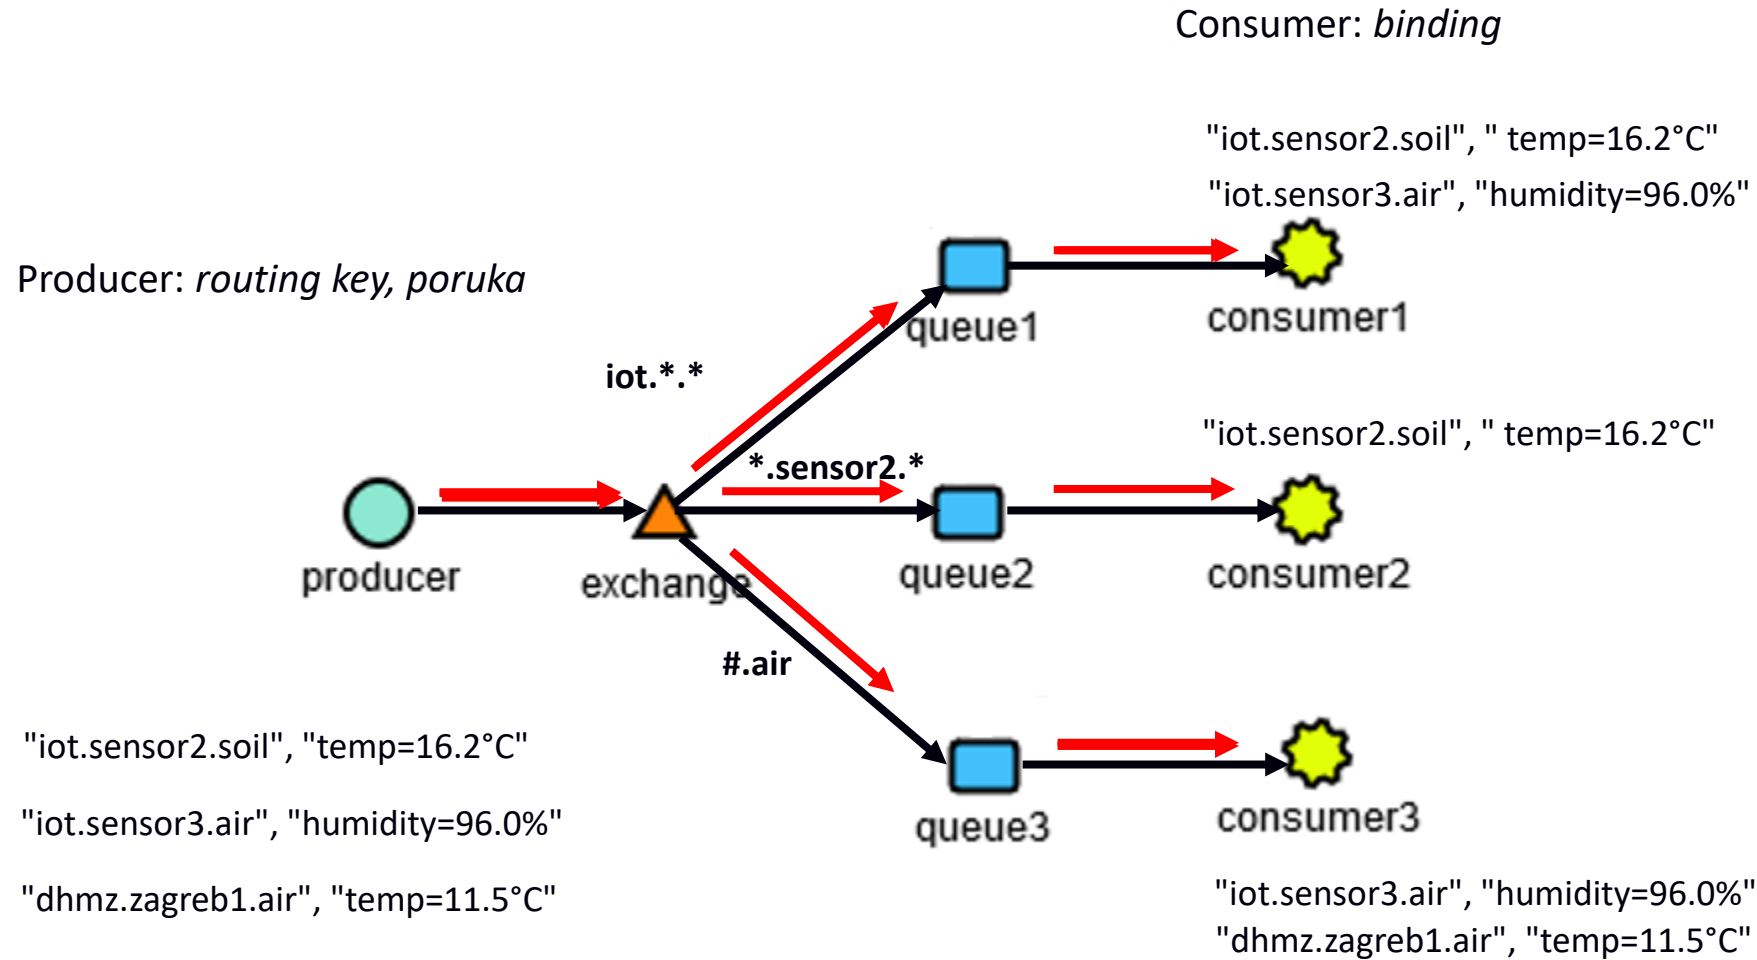 Consumer: binding
"iot.sensor2.soil", " temp=16.2°C"
"iot.sensor3.air", "humidity=96.0%"
Producer: routing key, poruka
queue1
consumer1
iot.*.*
"iot.sensor2.soil", " temp=16.2°C"
*.sensor2.*
producer
exchange
queue2
consumer2
#.air
"iot.sensor2.soil", "temp=16.2°C"
"iot.sensor3.air", "humidity=96.0%"
"dhmz.zagreb1.air", "temp=11.5°C"
queue3
consumer3
"iot.sensor3.air", "humidity=96.0%"
"dhmz.zagreb1.air", "temp=11.5°C"